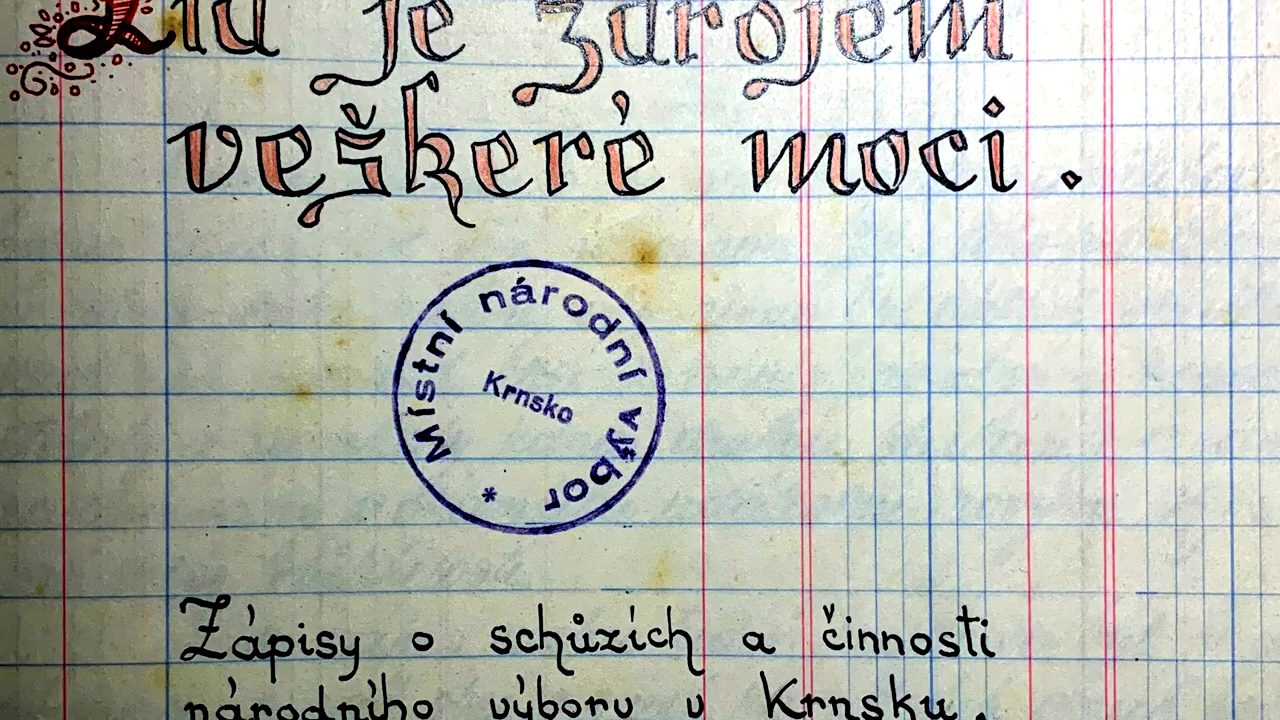 Lid je zdrojem
veškeré moci.
Místní národní výbor *
Krnsko
Zápisy o schůzích a činnosti
národního výboru v Krnsku.